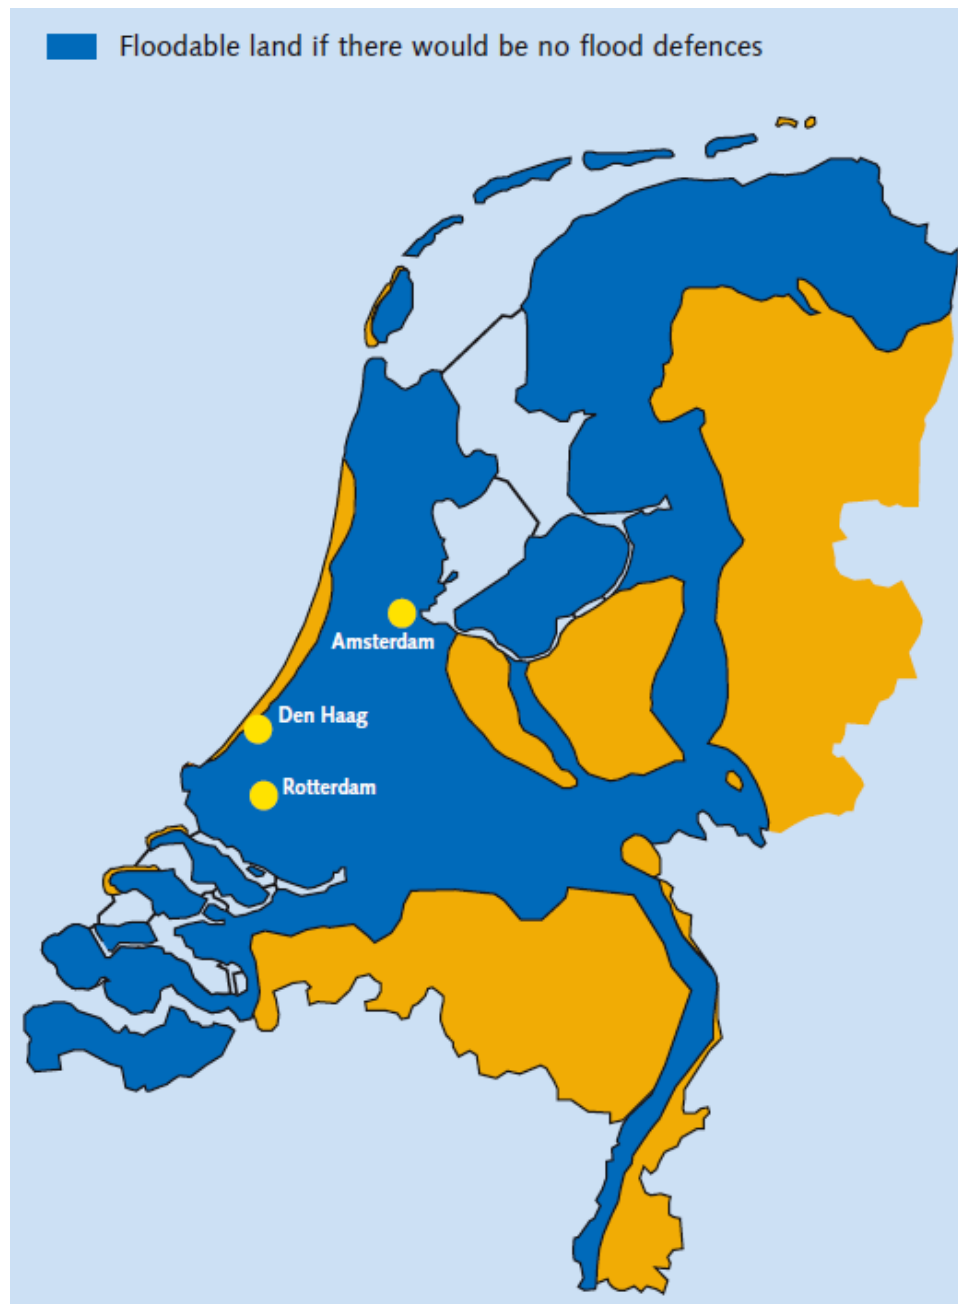 Floodable land if there would be no flood defences
Amsterdam
Den Haag
Rotterdam